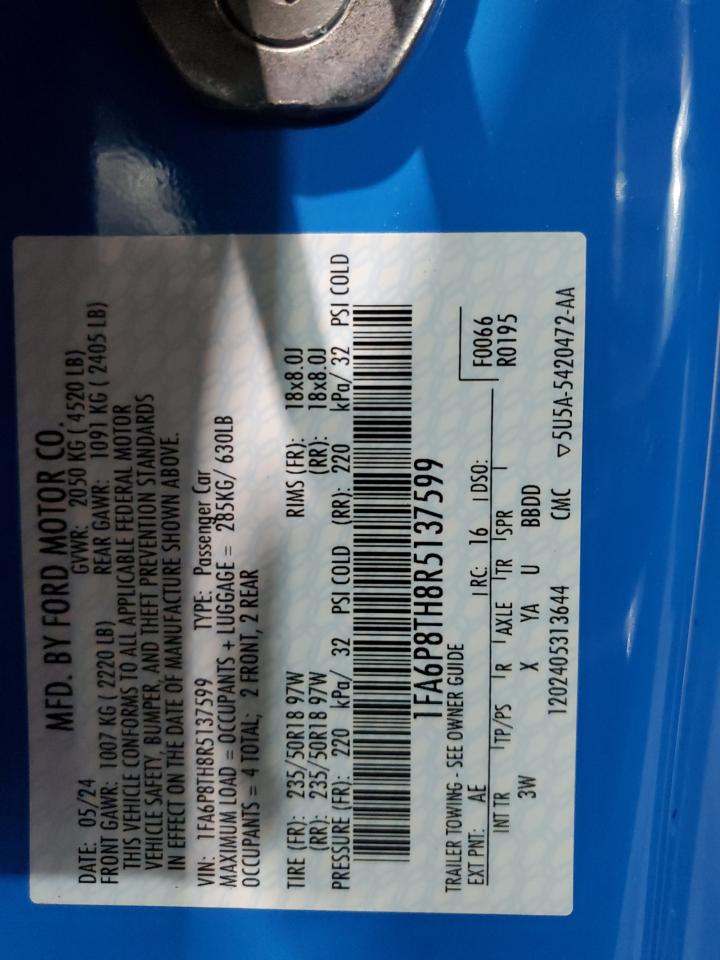 MFD. BY FORD MOTOR CO.
DATE: 05/24 GVWR: 2050 KG ( 4520 LB)
FRONT GAWR: 1007 KG ( 2220 LB) REAR GAWR: 1091 KG ( 2405 LB)
THIS VEHICLE CONFORMS TO ALL APPLICABLE FEDERAL MOTOR
VEHICLE SAFETY, BUMPER, AND THEFT PREVENTION STANDARDS
IN EFFECT ON THE DATE OF MANUFACTURE SHOWN ABOVE.
VIN: 1FA6P8TH8R5137599 TYPE: Passenger Car
MAXIMUM LOAD = OCCUPANTS + LUGGAGE = 285KG/ 630LB
OCCUPANTS = 4 TOTAL; 2 FRONT, 2 REAR
TIRE (FR): 235/50R18 97W RIMS (FR): 18x8.0J
(RR): 235/50R18 97W (RR): 18x8.0J
PRESSURE (FR): 220 kPa/ 32 PSI COLD (RR): 220 kPa/ 32 PSI COLD
1FA6P8TH8R5137599
TRAILER TOWING - SEE OWNER GUIDE
EXT PNT: AE RC: 16 DSO: F0066
INT TR TP/PS R AXLE TR SPR R0195
3W X YA U BBDD
1202405313644 CMC ▽5U5A-5420472-AA